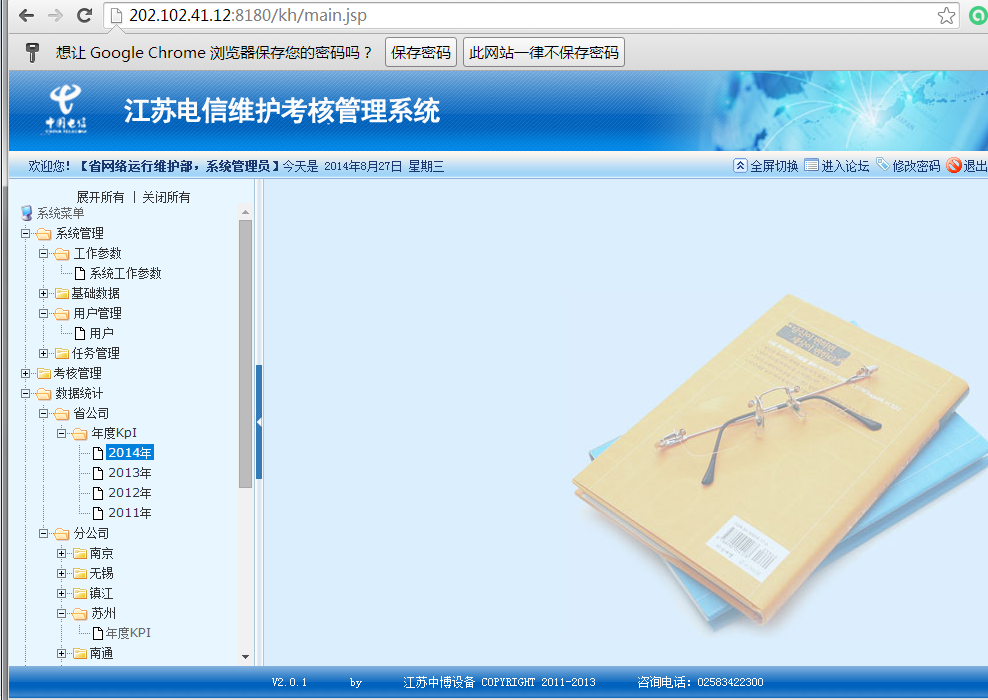 202.102.41.12:8180/kh/main.jsp
想让 Google Chrome 浏览器保存您的密码吗？ 保存密码 此网站一律不保存密码
中国电信
CHINA TELECOM
江苏电信维护考核管理系统
欢迎您！【省网络运行维护部，系统管理员】今天是 2014年8月27日 星期三 全屏切换 进入论坛 修改密码 退出
展开所有 | 关闭所有
系统菜单
系统管理
工作参数
系统工作参数
基础数据
用户管理
用户
任务管理
考核管理
数据统计
省公司
年度KpI
2014年
2013年
2012年
2011年
分公司
南京
无锡
镇江
苏州
年度KPI
南通
V2.0.1 by 江苏中博设备 COPYRIGHT 2011-2013 咨询电话：02583422300